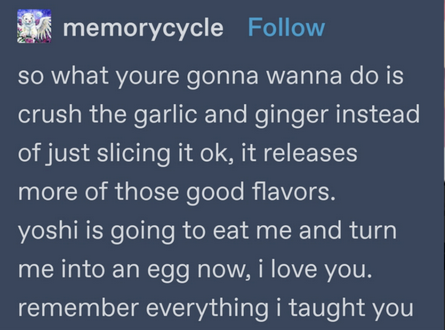 memorycycle Follow
so what youre gonna wanna do is
crush the garlic and ginger instead
of just slicing it ok, it releases
more of those good flavors.
yoshi is going to eat me and turn
me into an egg now, i love you.
remember everything i taught you